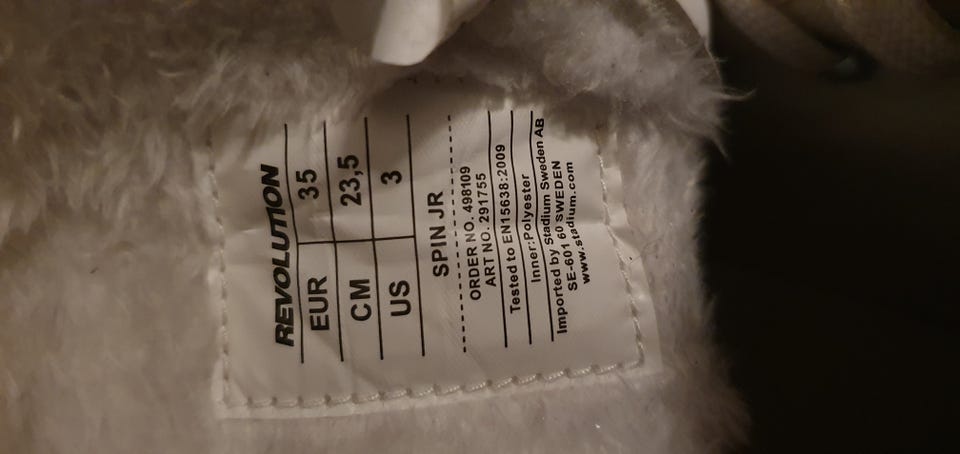 REVOLUTION
EUR 35
CM 23,5
US 3
SPIN JR
ORDER NO. 498109
ART NO. 291755
Tested to EN15638:2009
Inner:Polyester
Imported by Stadium Sweden AB
SE-601 60 SWEDEN
www.stadium.com